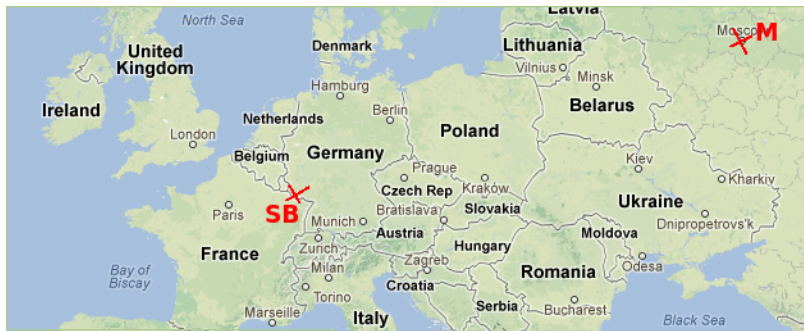 North Sea
Latvia
Moscow
M
Denmark
Lithuania
United
Kingdom
Vilnius
Minsk
Hamburg
Ireland
Berlin
Belarus
Netherlands
London
Poland
Belgium
Germany
Kiev
Prague
Kharkiv
Czech Rep
Kraków
SB
Paris
Ukraine
Slovakia
Munich
Bratislava
Dnipropetrovs'k
Austria
Moldova
France
Zurich
Hungary
Zagreb
Odesa
Bay of
Biscay
Milan
Romania
Croatia
Torino
Serbia
Bucharest
Marseille
Italy
Black Sea